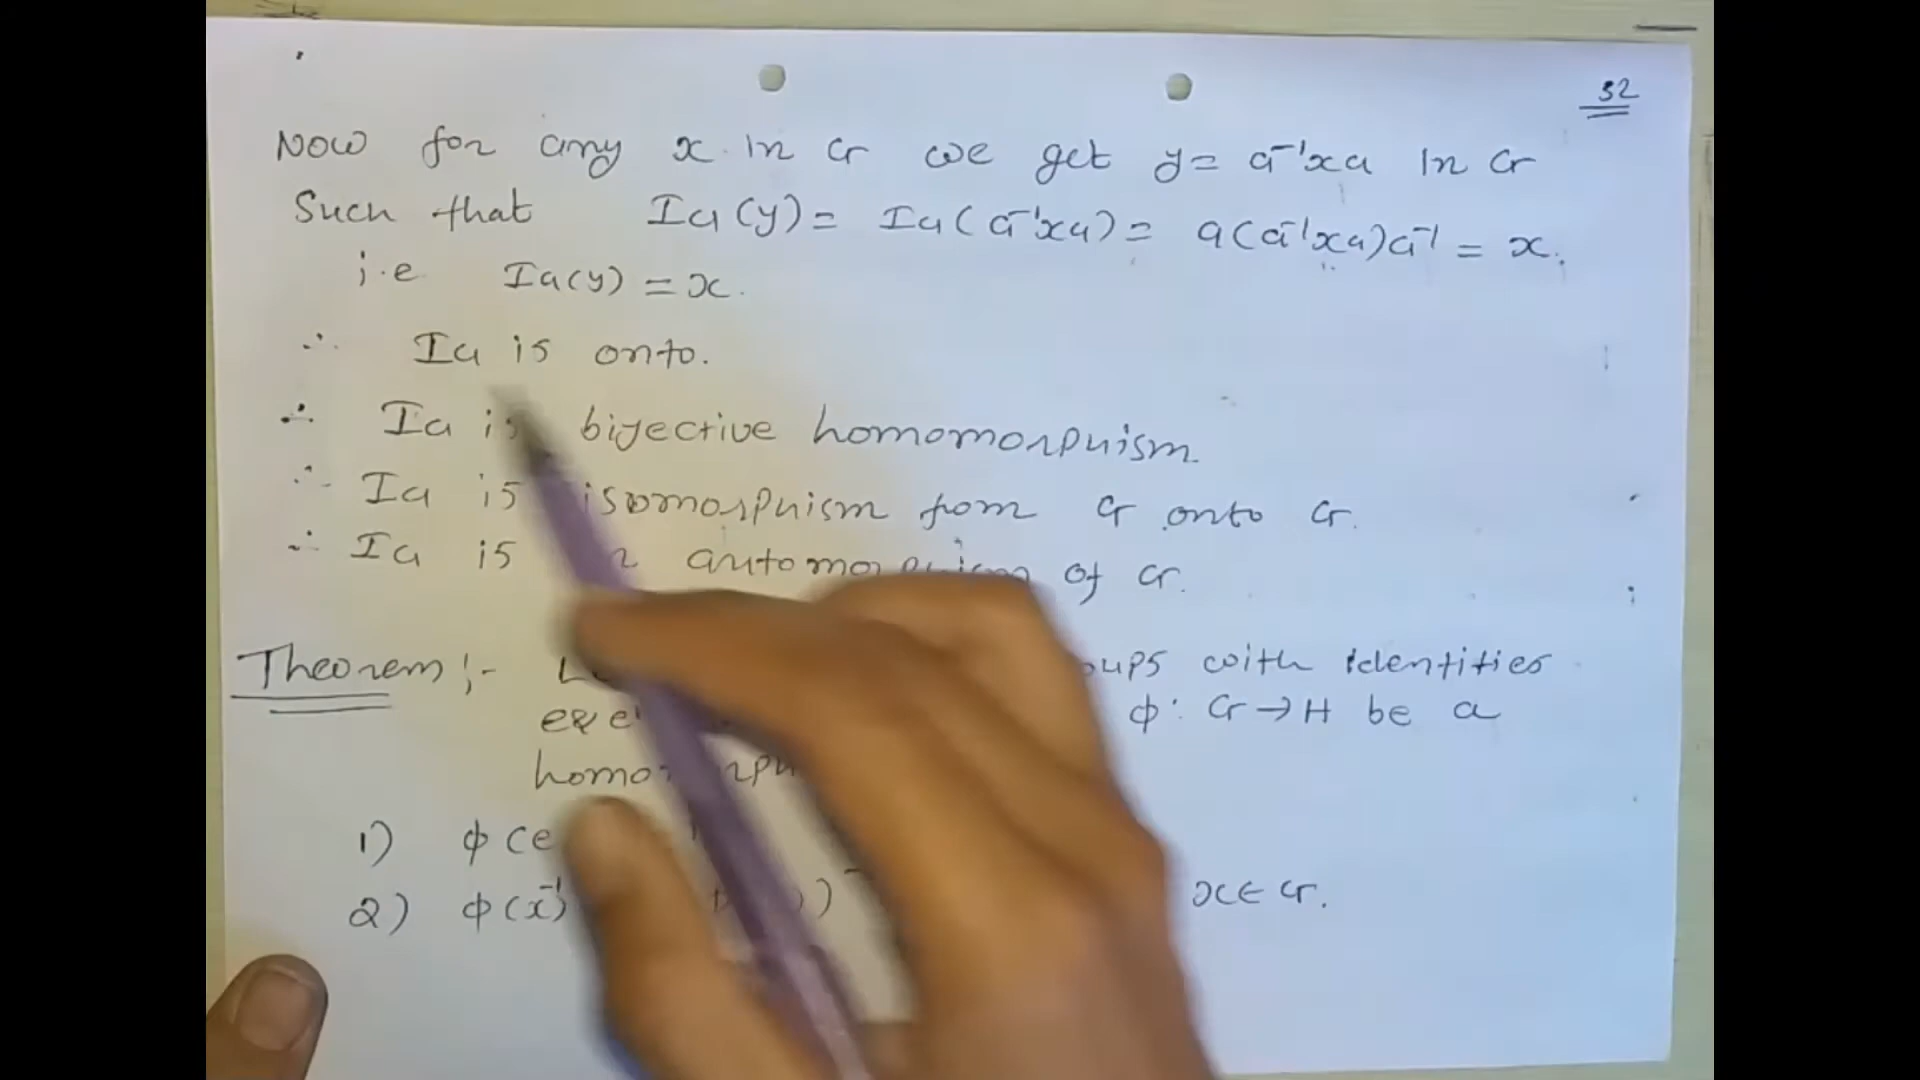 32
Now for any x in G we get y = a⁻¹xa in G
Such that Ia(y) = Ia(a⁻¹xa) = a(a⁻¹xa)a⁻¹ = x.
i.e Ia(y) = x.
∴ Ia is onto.
∴ Ia is bijective homomorphism
∴ Ia is isomorphism from G onto G.
∴ Ia is automorphism of G.
Theorem :- with identities
ϕ: G → H be a
1) ϕ(e
2) ϕ(x⁻¹) x ∈ G.